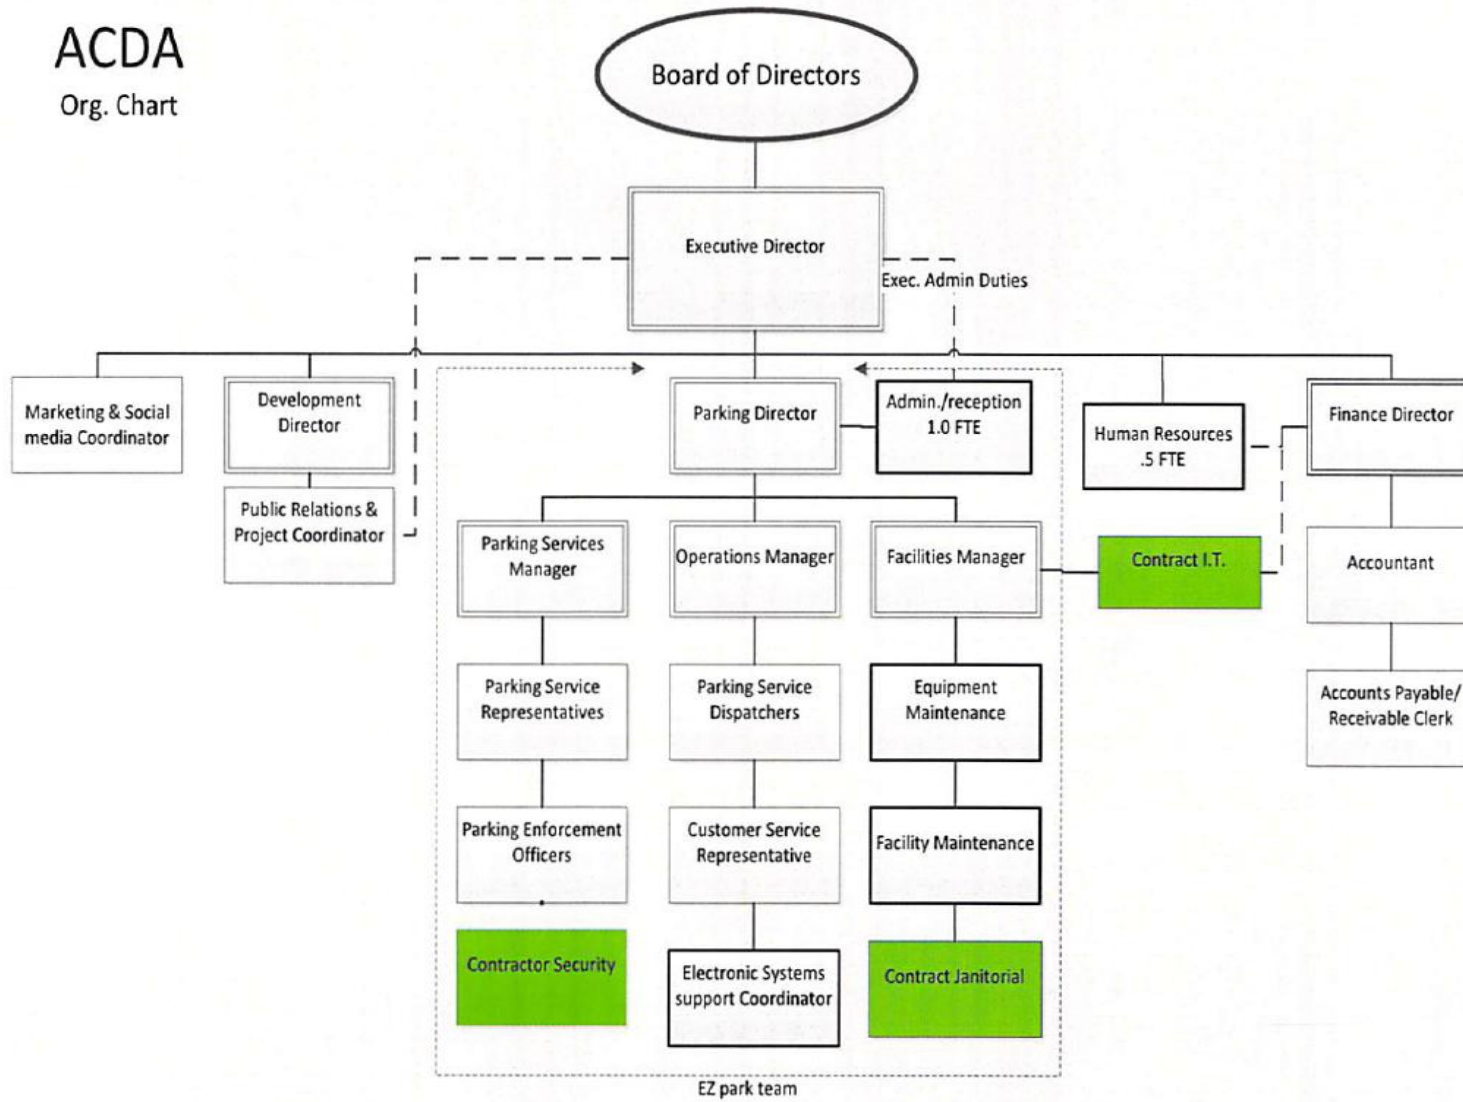 ACDA
Org. Chart
Board of Directors
Executive Director
Exec. Admin Duties
Marketing & Social
media Coordinator
Development
Director
Parking Director
Admin./reception
1.0 FTE
Human Resources
.5 FTE
Finance Director
Public Relations &
Project Coordinator
Parking Services
Manager
Operations Manager
Facilities Manager
Contract I.T.
Accountant
Parking Service
Representatives
Parking Service
Dispatchers
Equipment
Maintenance
Accounts Payable/
Receivable Clerk
Parking Enforcement
Officers
Customer Service
Representative
Facility Maintenance
Contractor Security
Electronic Systems
support Coordinator
Contract Janitorial
EZ park team